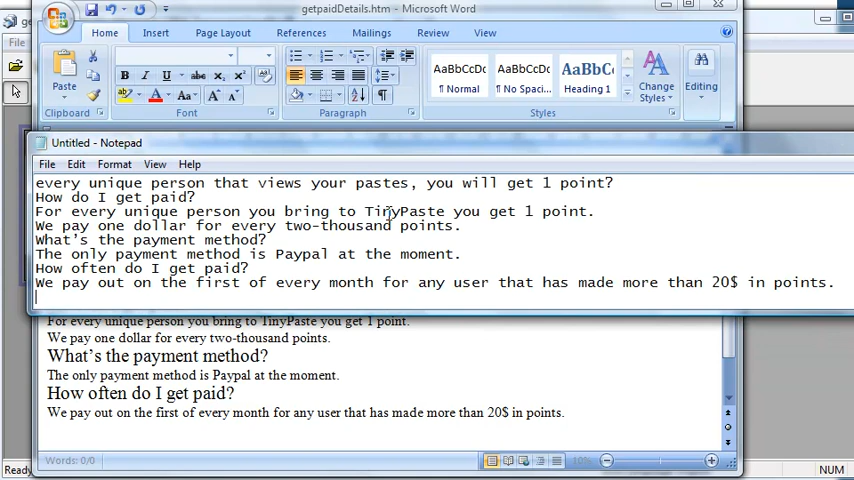 getpaidDetails.htm - Microsoft Word
Home Insert Page Layout References Mailings Review View
Paste
B I U abc x₂ x²
Aa A A
AaBbCcDc AaBbCcDc AaBbCc
¶ Normal ¶ No Spaci... Heading 1
Change Styles
Editing
Clipboard Font Paragraph Styles
Untitled - Notepad
File Edit Format View Help
every unique person that views your pastes, you will get 1 point?
How do I get paid?
For every unique person you bring to TinyPaste you get 1 point.
We pay one dollar for every two-thousand points.
What's the payment method?
The only payment method is Paypal at the moment.
How often do I get paid?
We pay out on the first of every month for any user that has made more than 20$ in points.
For every unique person you bring to TinyPaste you get 1 point.
We pay one dollar for every two-thousand points.
What's the payment method?
The only payment method is Paypal at the moment.
How often do I get paid?
We pay out on the first of every month for any user that has made more than 20$ in points.
Words: 0/0
10%
NUM